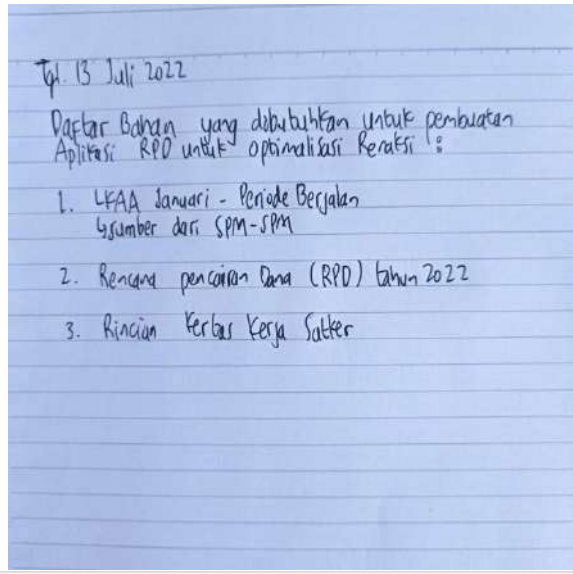 Tgl. 13 Juli 2022
Daftar Bahan yang dibutuhkan untuk pembuatan
Aplikasi RPD untuk optimalisasi Reraksi :
1. LKAA Januari - Periode Berjalan
↳ sumber dari SPM-SPM
2. Rencana pencairan Dana (RPD) tahun 2022
3. Rincian Kertas Kerja Satker